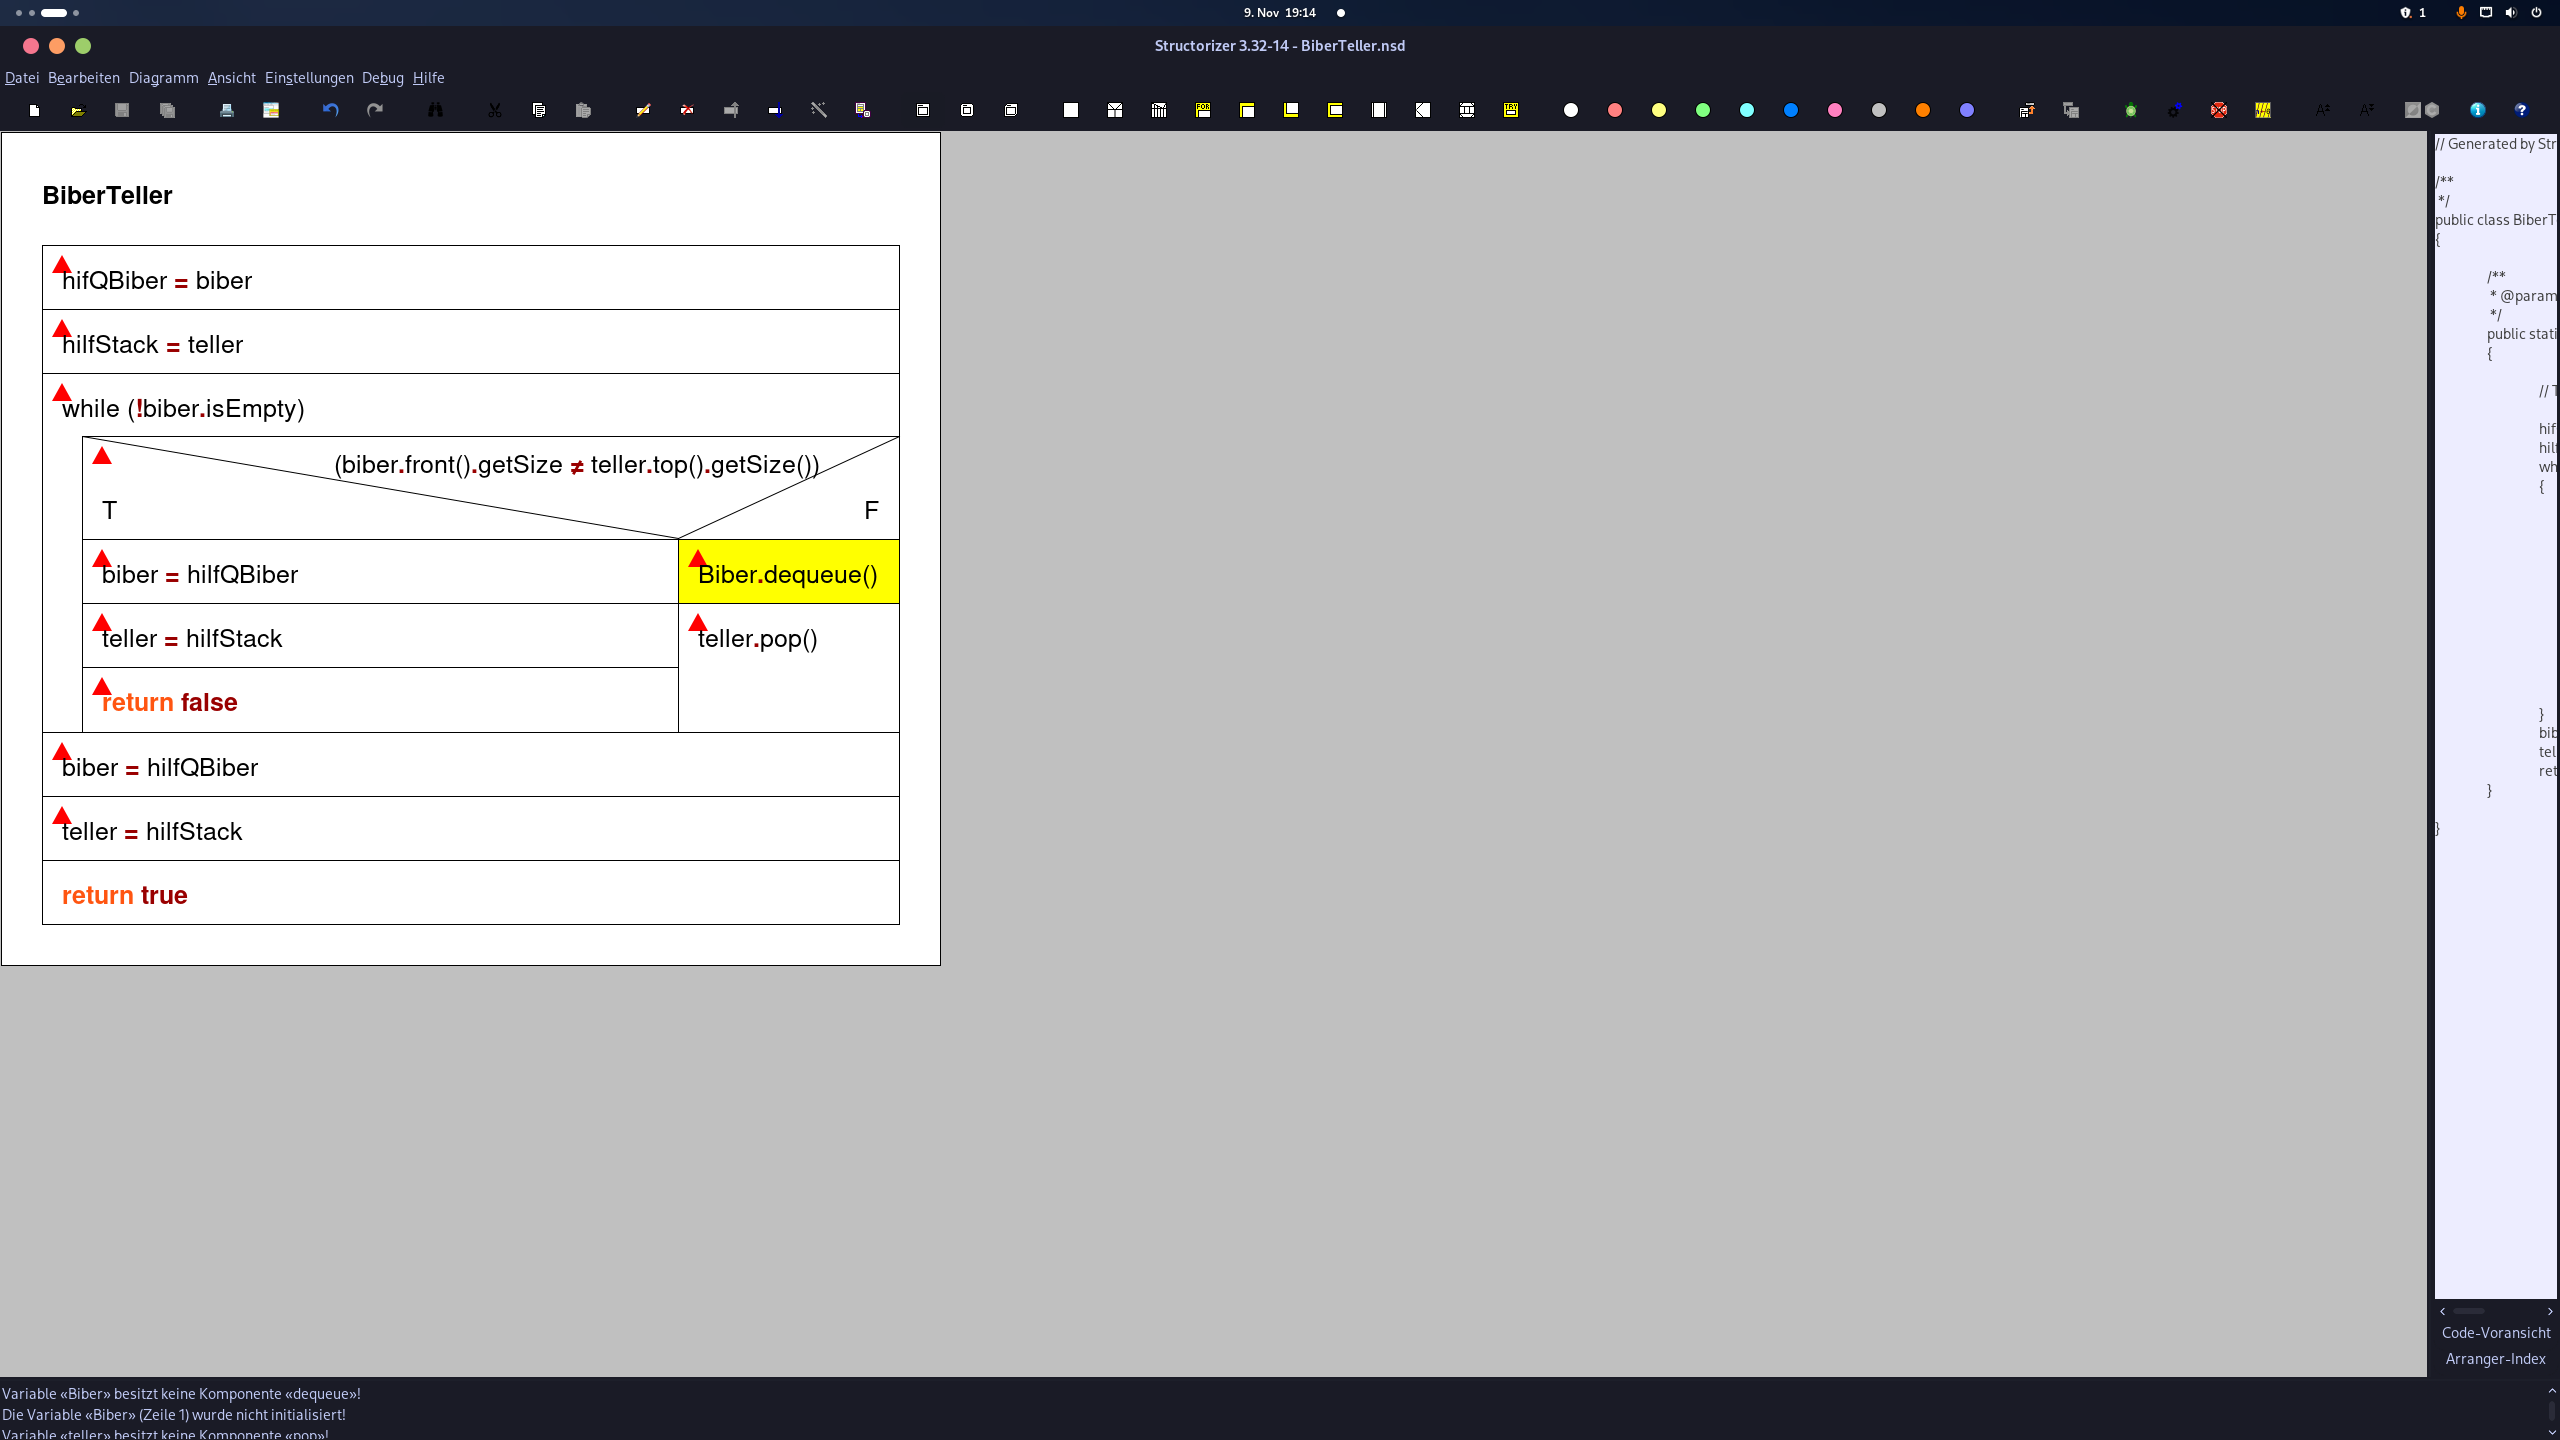 9. Nov 19:14
1
Structorizer 3.32-14 - BiberTeller.nsd
Datei Bearbeiten Diagramm Ansicht Einstellungen Debug Hilfe
BiberTeller
hifQBiber = biber
hilfStack = teller
while (!biber.isEmpty)
(biber.front().getSize ≠ teller.top().getSize())
T F
biber = hilfQBiber
Biber.dequeue()
teller = hilfStack
teller.pop()
return false
biber = hilfQBiber
teller = hilfStack
return true
// Generated by Str
/**
*/
public class BiberT
{
/**
* @param
*/
public stati
{
// T
hif
hilf
wh
{
}
bib
tel
ret
}
}
Code-Voransicht
Arranger-Index
Variable «Biber» besitzt keine Komponente «dequeue»!
Die Variable «Biber» (Zeile 1) wurde nicht initialisiert!
Variable «teller» besitzt keine Komponente «pop»!